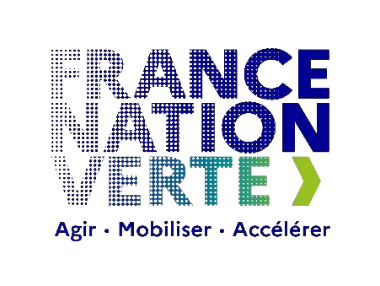 FRANCE
NATION
VERTE
Agir • Mobiliser • Accélérer